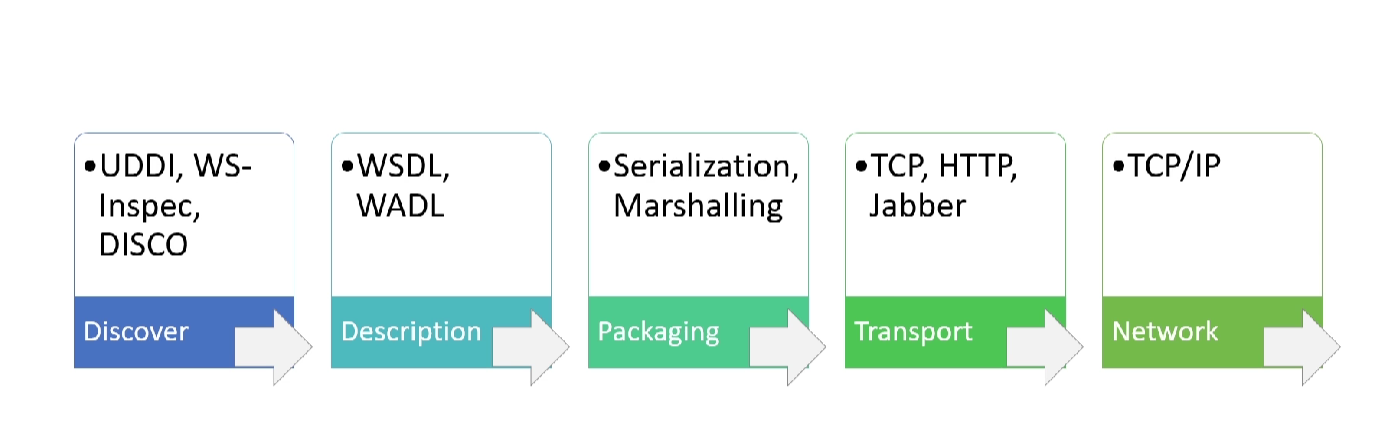 •UDDI, WS-
Inspec,
DISCO
Discover
•WSDL,
WADL
Description
•Serialization,
Marshalling
Packaging
•TCP, HTTP,
Jabber
Transport
•TCP/IP
Network